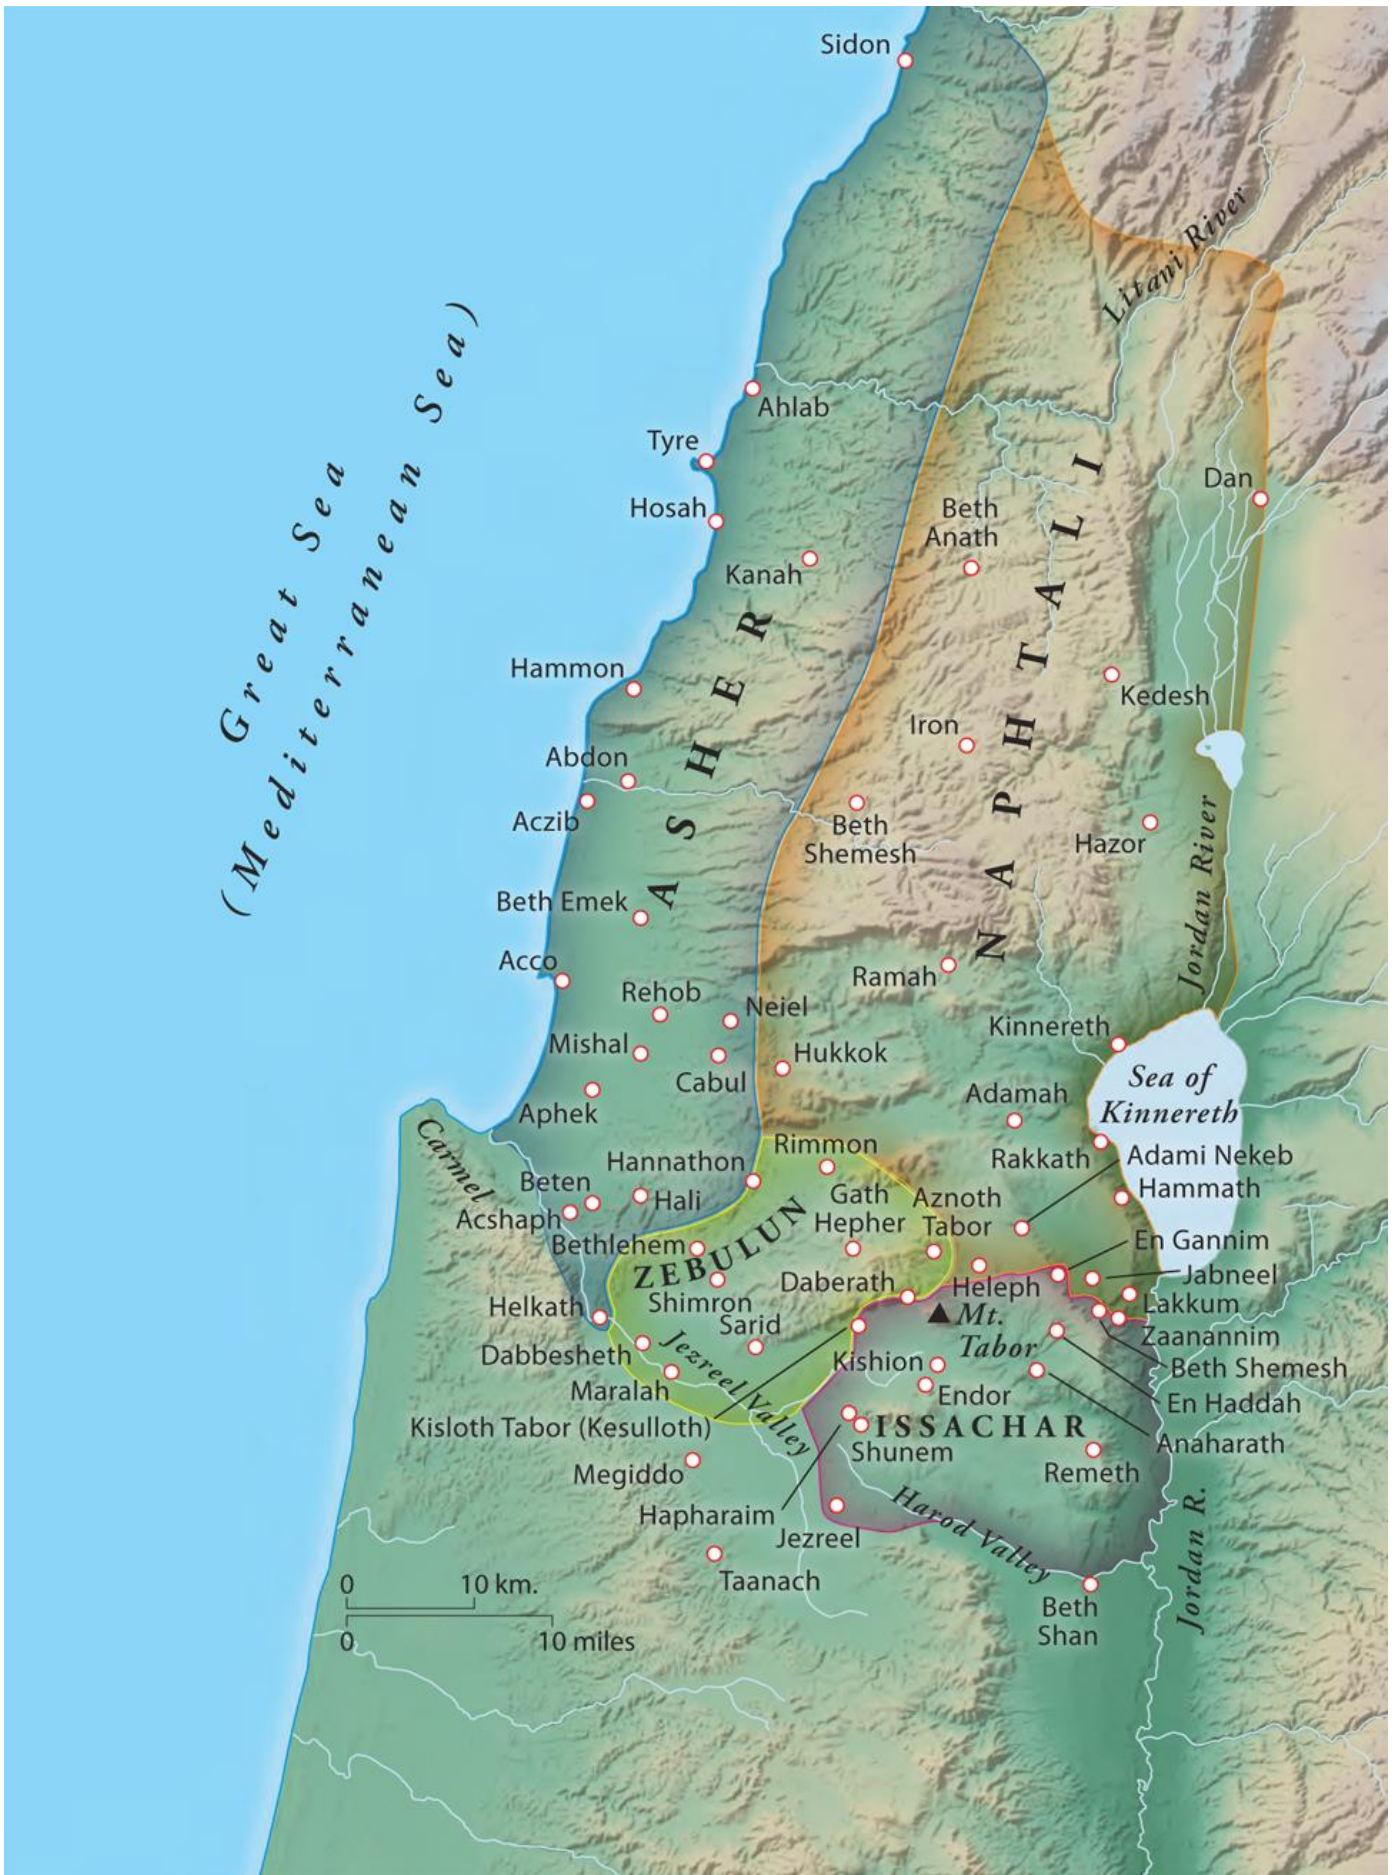 Sidon
Litani River
Great Sea
(Mediterranean Sea)
Ahlab
Tyre
Dan
Hosah
Beth
Anath
Kanah
ASHER
NAPHTALI
Hammon
Kedesh
Iron
Abdon
Aczib
Beth
Shemesh
Hazor
Jordan River
Beth Emek
Acco
Ramah
Rehob
Neiel
Kinnereth
Mishal
Hukkok
Cabul
Sea of
Kinnereth
Adamah
Aphek
Carmel
Rimmon
Rakkath
Adami Nekeb
Hannathon
Hammath
Beten
Hali
Gath
Hepher
Aznoth
Tabor
Acshaph
Bethlehem
ZEBULUN
En Gannim
Daberath
Heleph
Jabneel
Shimron
Helkath
Lakkum
Sarid
Mt.
Tabor
Zaanannim
Dabbesheth
Jezreel Valley
Kishion
Beth Shemesh
Maralah
Endor
En Haddah
Kisloth Tabor (Kesulloth)
ISSACHAR
Anaharath
Shunem
Megiddo
Remeth
Hapharaim
Harod Valley
Jezreel
Jordan R.
Taanach
0 10 km.
Beth
Shan
0 10 miles